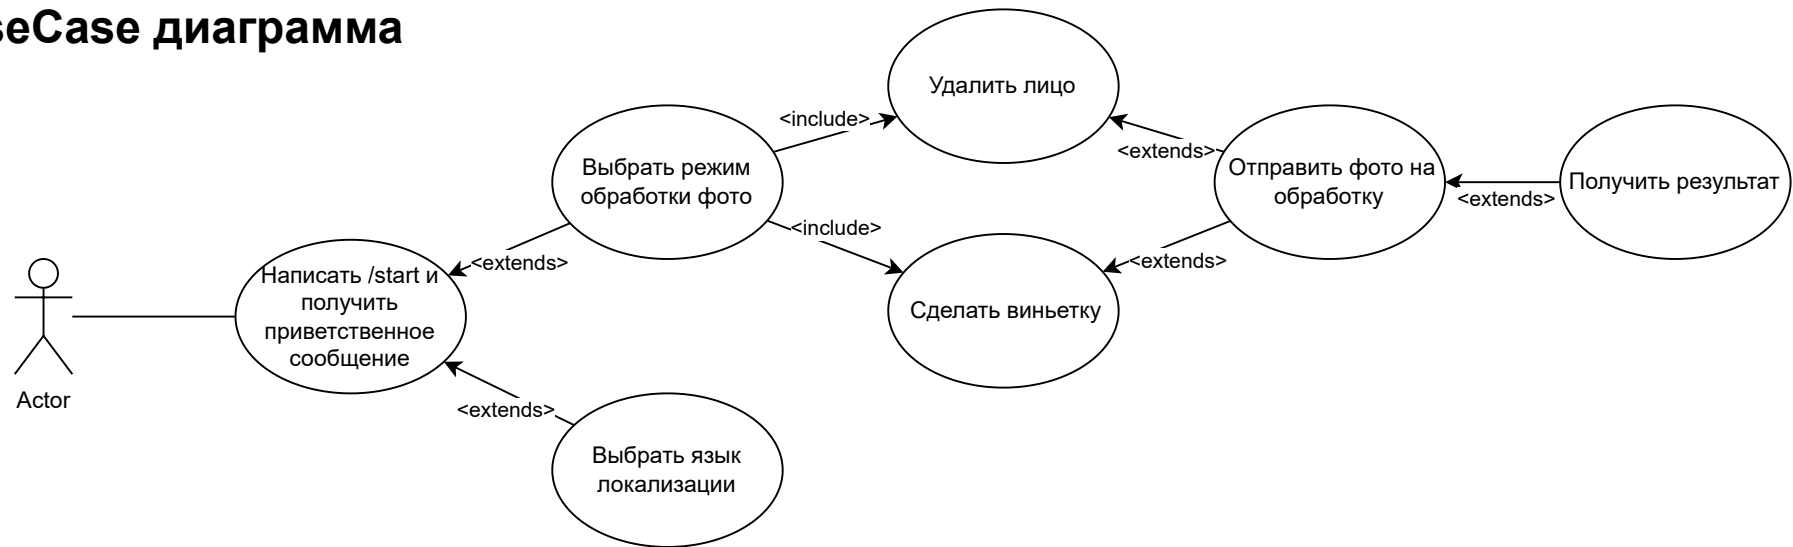 seCase диаграмма
Удалить лицо
<include>
Выбрать режим
обработки фото
<extends>
Отправить фото на
обработку
Получить результат
<extends>
<include>
<extends>
<extends>
Написать /start и
получить
приветственное
сообщение
Сделать виньетку
Actor
<extends>
Выбрать язык
локализации